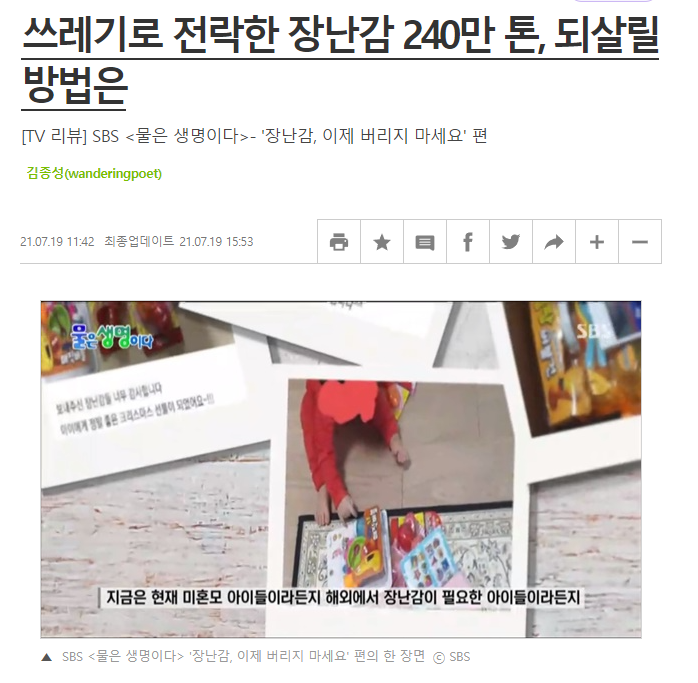 쓰레기로 전락한 장난감 240만 톤, 되살릴
방법은
[TV 리뷰] SBS <물은 생명이다>- '장난감, 이제 버리지 마세요' 편
김종성(wanderingpoet)
21.07.19 11:42 최종업데이트 21.07.19 15:53
물은 생명이다
SBS
보내주신 장난감들 너무 감사합니다
아이에게 정말 좋은 크리스마스 선물이 되었어요~!!
지금은 현재 미혼모 아이들이라든지 해외에서 장난감이 필요한 아이들이라든지
▲ SBS <물은 생명이다> '장난감, 이제 버리지 마세요' 편의 한 장면 ⓒ SBS